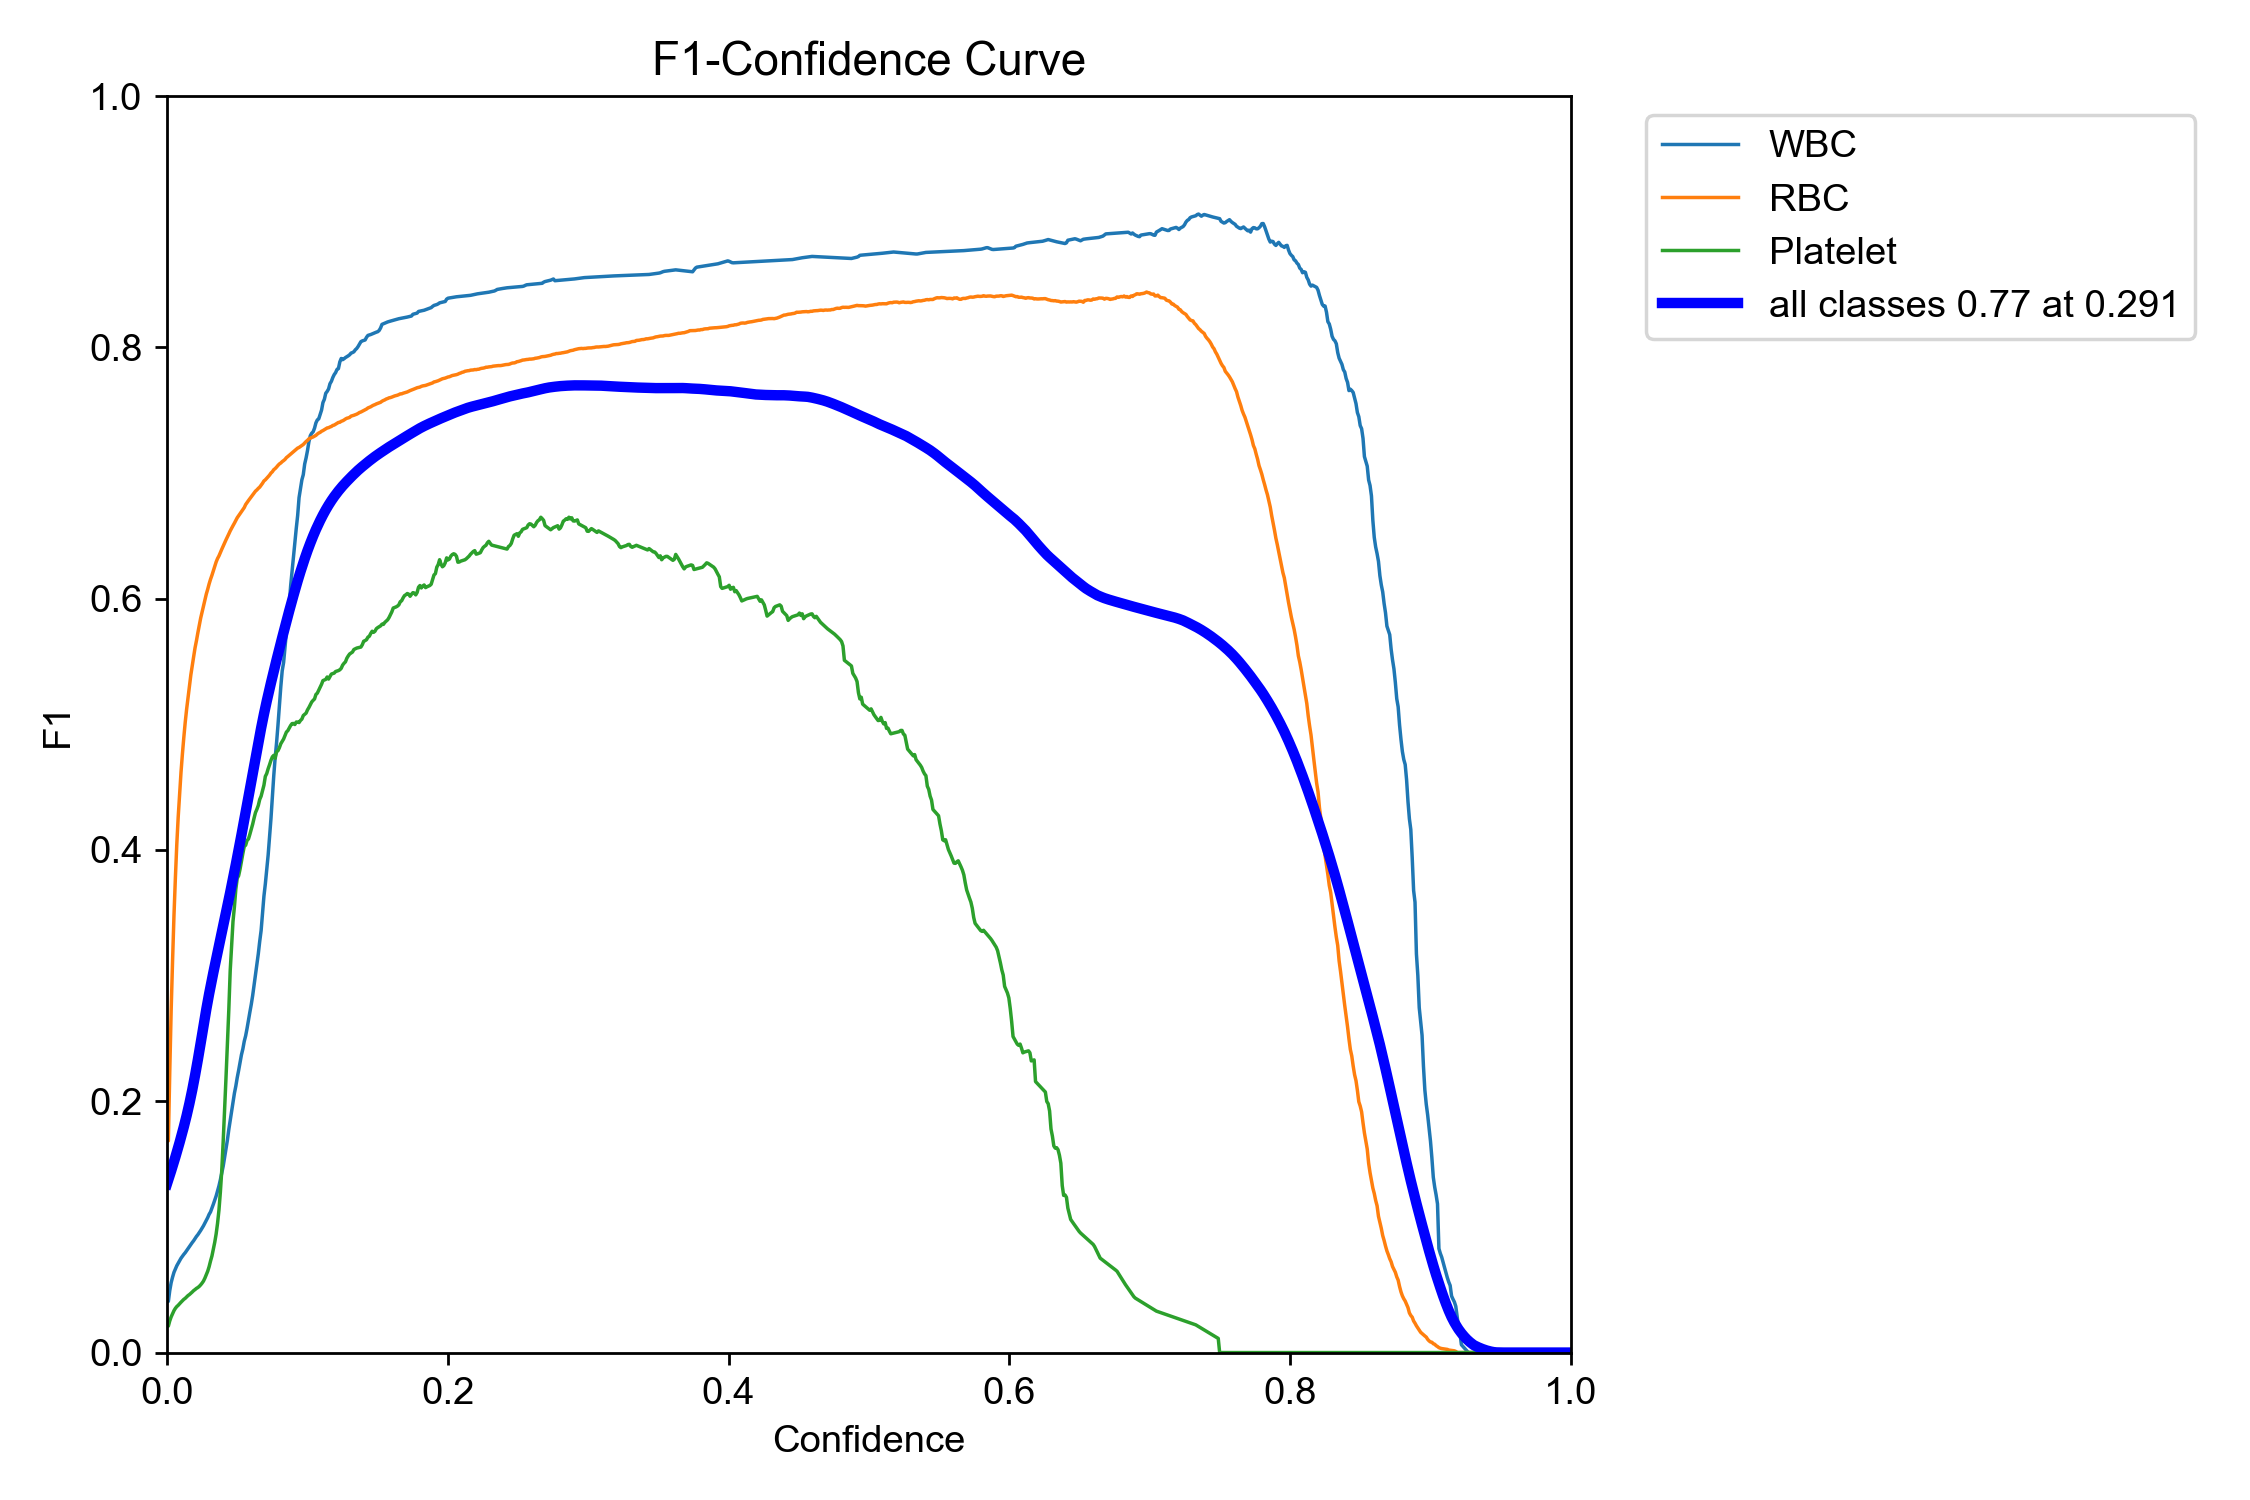 F1-Confidence Curve
1.0
0.8
0.6
0.4
0.2
0.0
F1
0.0 0.2 0.4 0.6 0.8 1.0
Confidence
WBC
RBC
Platelet
all classes 0.77 at 0.291